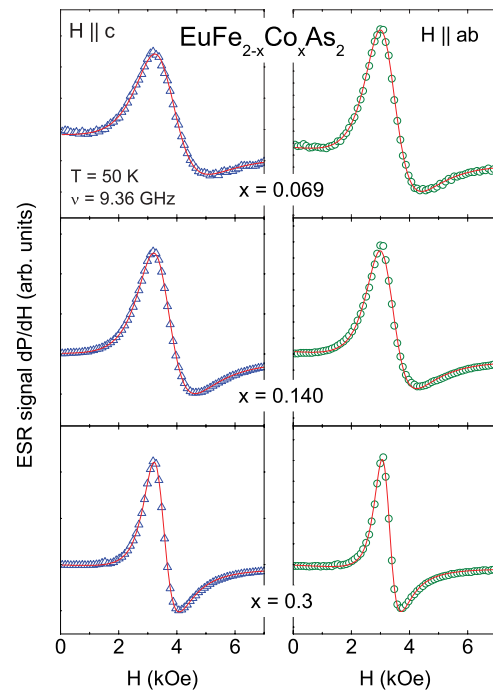 H || c
EuFe2-xCoxAs2
H || ab
T = 50 K
ν = 9.36 GHz
x = 0.069
x = 0.140
x = 0.3
ESR signal dP/dH (arb. units)
0 2 4 6 0 2 4 6
H (kOe) H (kOe)